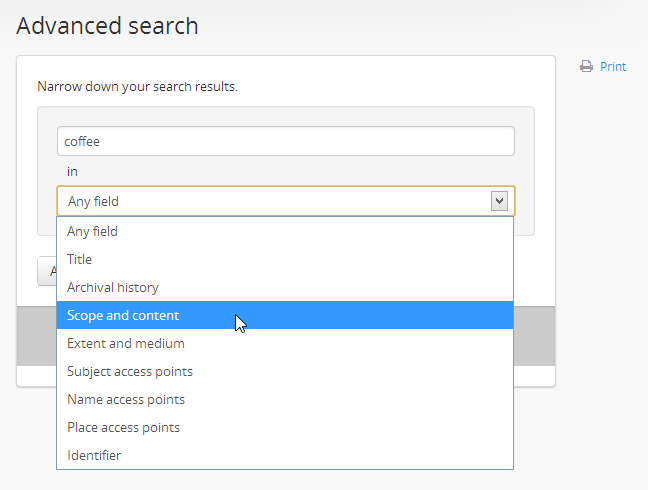 Advanced search
Print
Narrow down your search results.
coffee
in
Any field
Any field
Title
Archival history
Scope and content
Extent and medium
Subject access points
Name access points
Place access points
Identifier